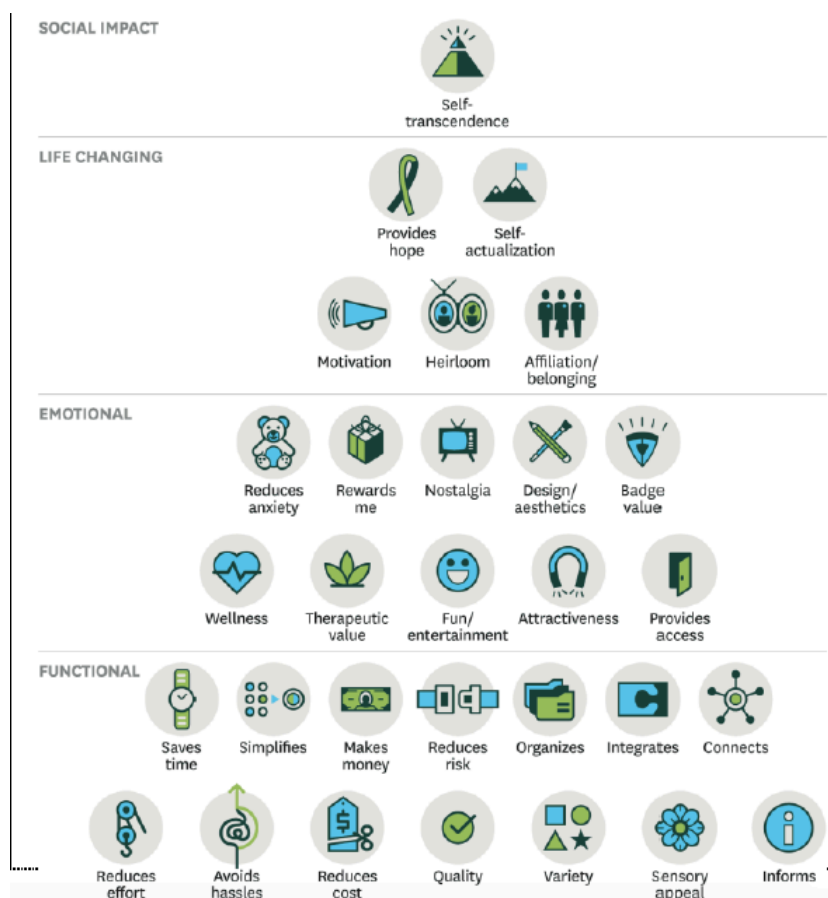 SOCIAL IMPACT
Self-
transcendence
LIFE CHANGING
Provides
hope
Self-
actualization
Motivation
Heirloom
Affiliation/
belonging
EMOTIONAL
Reduces
anxiety
Rewards
me
Nostalgia
Design/
aesthetics
Badge
value
Wellness
Therapeutic
value
Fun/
entertainment
Attractiveness
Provides
access
FUNCTIONAL
Saves
time
Simplifies
Makes
money
Reduces
risk
Organizes
Integrates
Connects
$
Reduces
effort
Avoids
hassles
Reduces
cost
Quality
Variety
Sensory
appeal
Informs